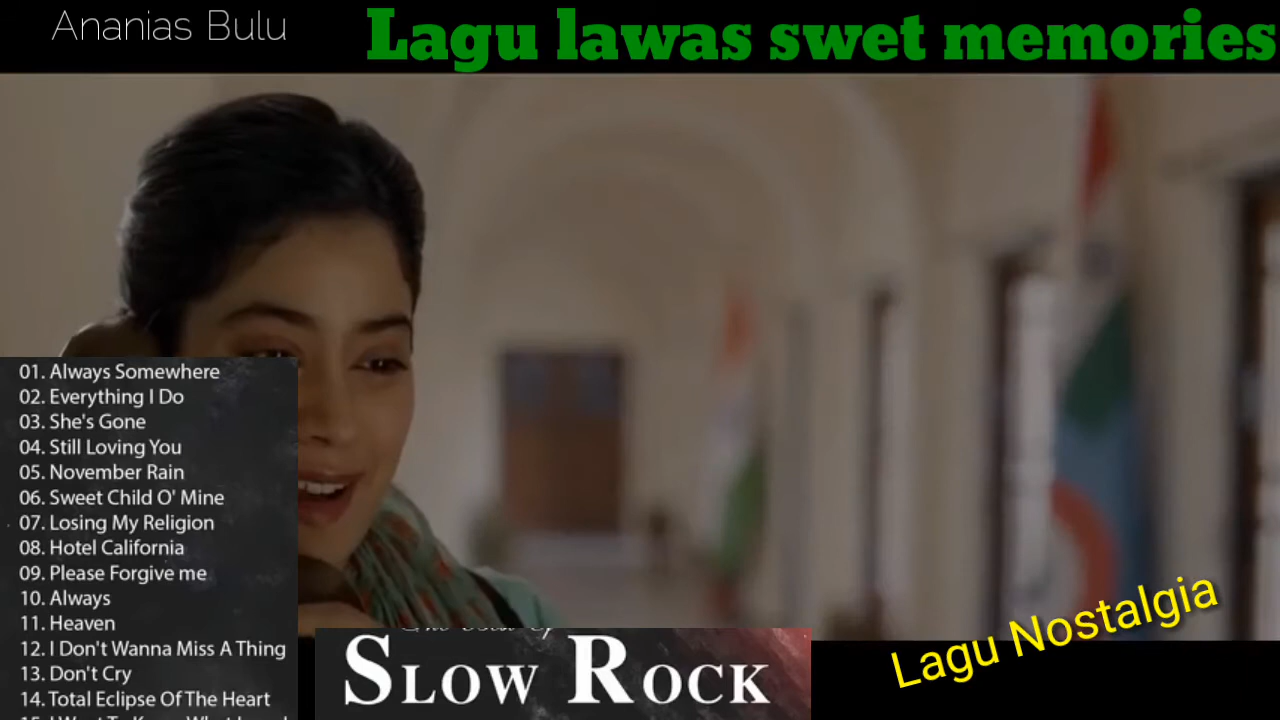 Ananias Bulu
Lagu lawas swet memories
01. Always Somewhere
02. Everything I Do
03. She's Gone
04. Still Loving You
05. November Rain
06. Sweet Child O' Mine
07. Losing My Religion
08. Hotel California
09. Please Forgive me
10. Always
11. Heaven
12. I Don't Wanna Miss A Thing
13. Don't Cry
14. Total Eclipse Of The Heart
SLOW ROCK
Lagu Nostalgia